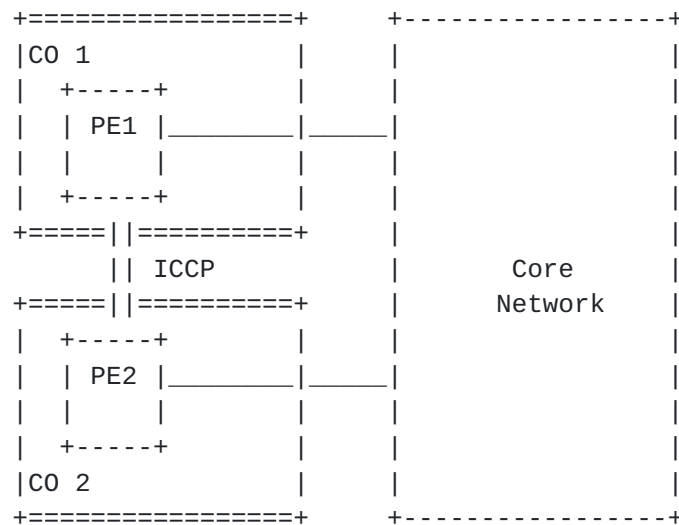 CO 1
PE1
ICCP
Core
Network
PE2
CO 2